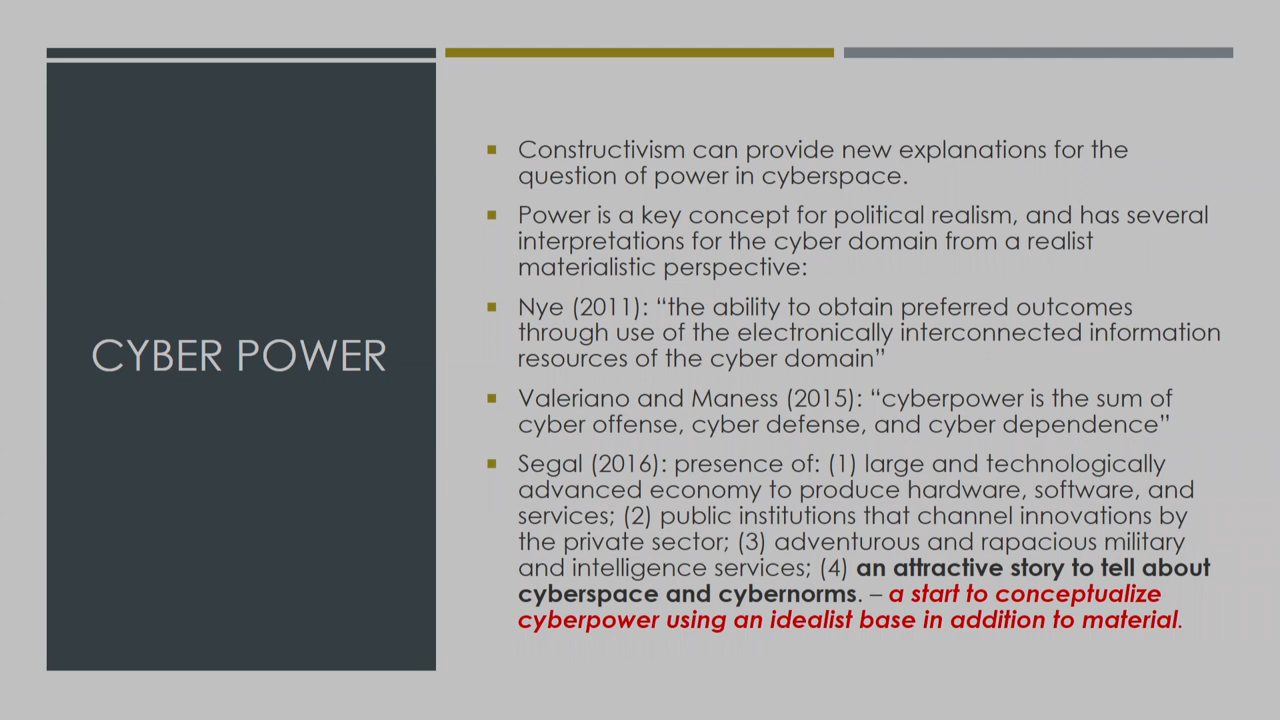 CYBER POWER
▪ Constructivism can provide new explanations for the
question of power in cyberspace.
▪ Power is a key concept for political realism, and has several
interpretations for the cyber domain from a realist
materialistic perspective:
▪ Nye (2011): “the ability to obtain preferred outcomes
through use of the electronically interconnected information
resources of the cyber domain”
▪ Valeriano and Maness (2015): “cyberpower is the sum of
cyber offense, cyber defense, and cyber dependence”
▪ Segal (2016): presence of: (1) large and technologically
advanced economy to produce hardware, software, and
services; (2) public institutions that channel innovations by
the private sector; (3) adventurous and rapacious military
and intelligence services; (4) an attractive story to tell about
cyberspace and cybernorms. – a start to conceptualize
cyberpower using an idealist base in addition to material.